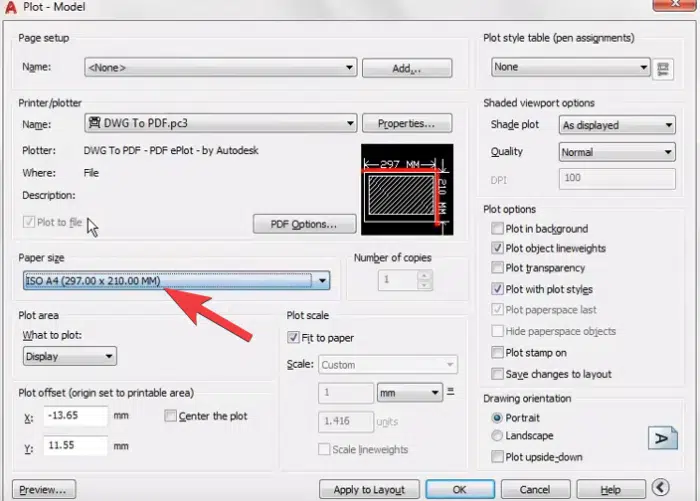 Plot - Model
Page setup
Name:
<None>
Add...
Printer/plotter
Name:
DWG To PDF.pc3
Properties...
Plotter:
DWG To PDF - PDF ePlot - by Autodesk
Where:
File
Description:
Plot to file
PDF Options...
297 MM
210 MM
Paper size
ISO A4 (297.00 x 210.00 MM)
Number of copies
1
Plot area
What to plot:
Display
Plot scale
Fit to paper
Scale:
Custom
1
mm
=
1.416
units
Scale lineweights
Plot offset (origin set to printable area)
X:
-13.65
mm
Center the plot
Y:
11.55
mm
Plot style table (pen assignments)
None
Shaded viewport options
Shade plot
As displayed
Quality
Normal
DPI
100
Plot options
Plot in background
Plot object lineweights
Plot transparency
Plot with plot styles
Plot paperspace last
Hide paperspace objects
Plot stamp on
Save changes to layout
Drawing orientation
Portrait
Landscape
Plot upside-down
A
Preview...
Apply to Layout
OK
Cancel
Help